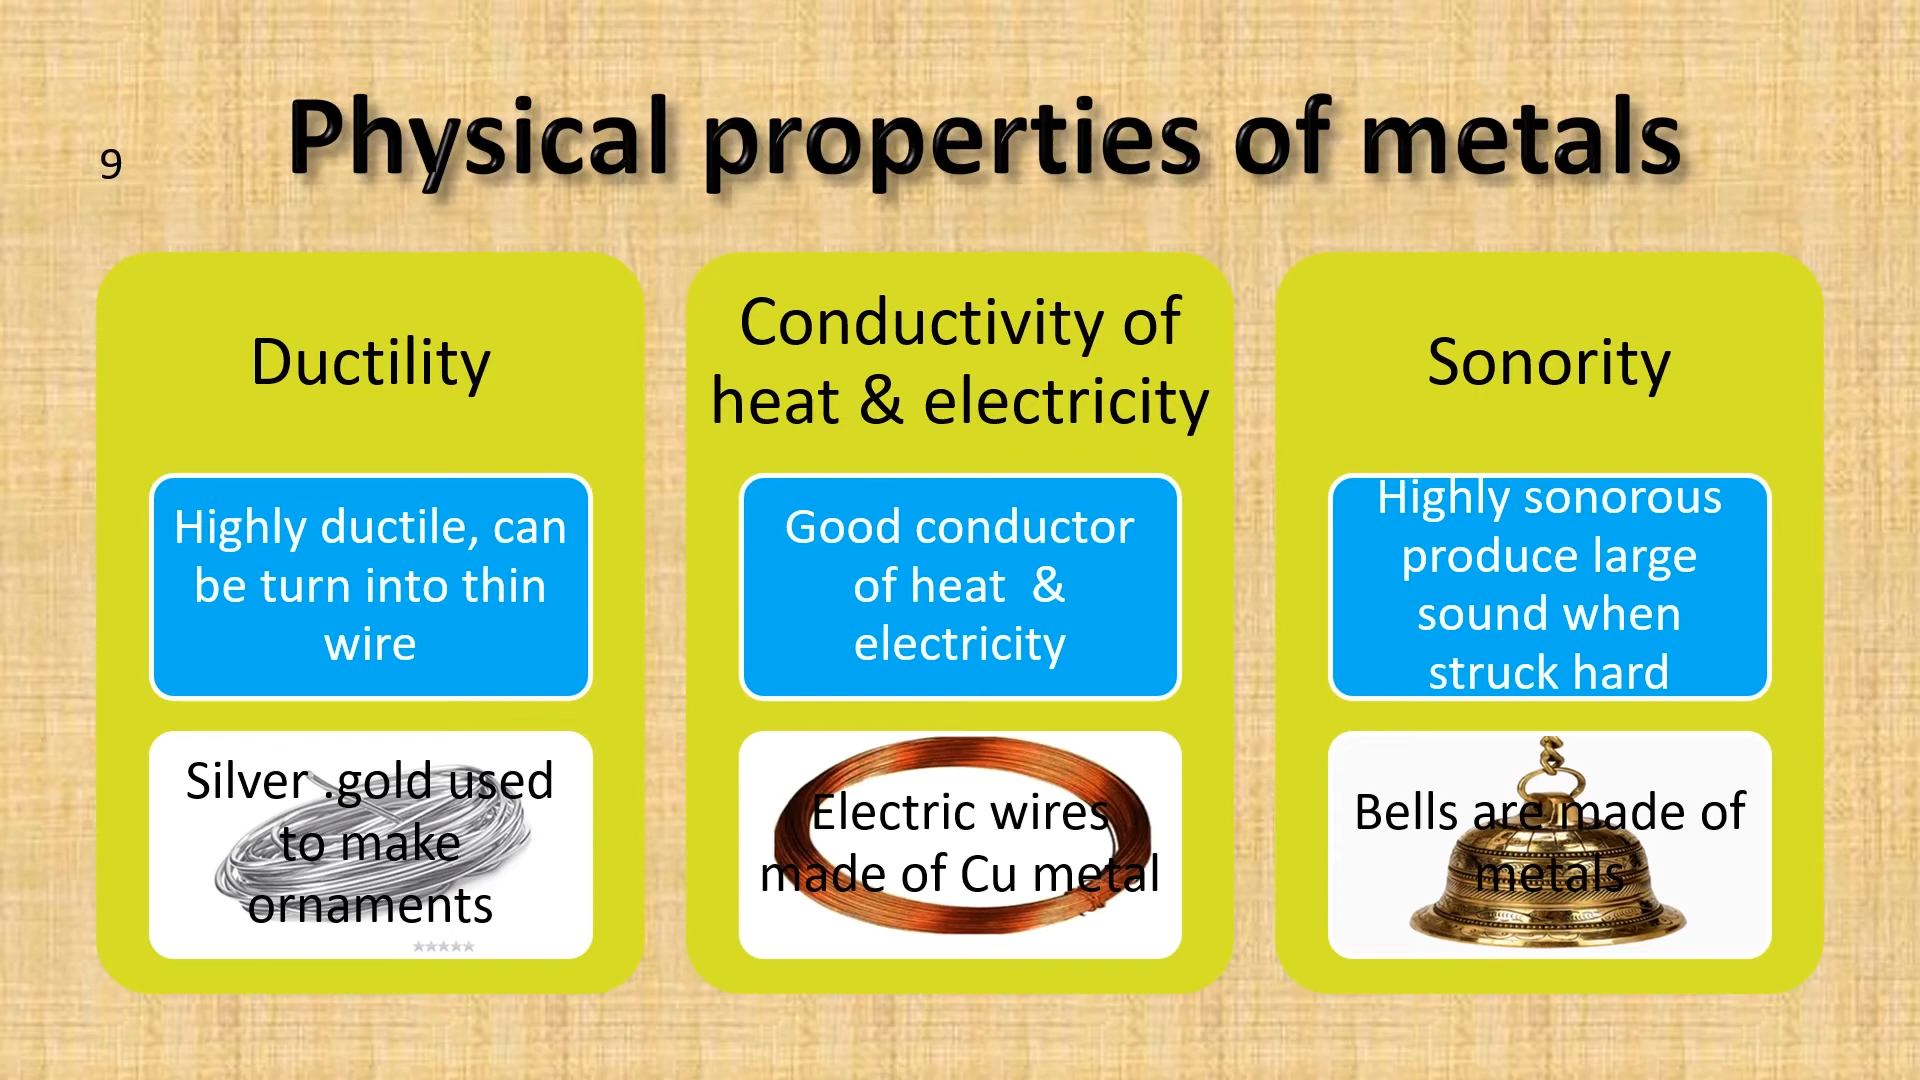 9
Physical properties of metals
Ductility
Highly ductile, can
be turn into thin
wire
Silver .gold used
to make
ornaments
Conductivity of
heat & electricity
Good conductor
of heat  &
electricity
Electric wires
made of Cu metal
Sonority
Highly sonorous
produce large
sound when
struck hard
Bells are made of
metals